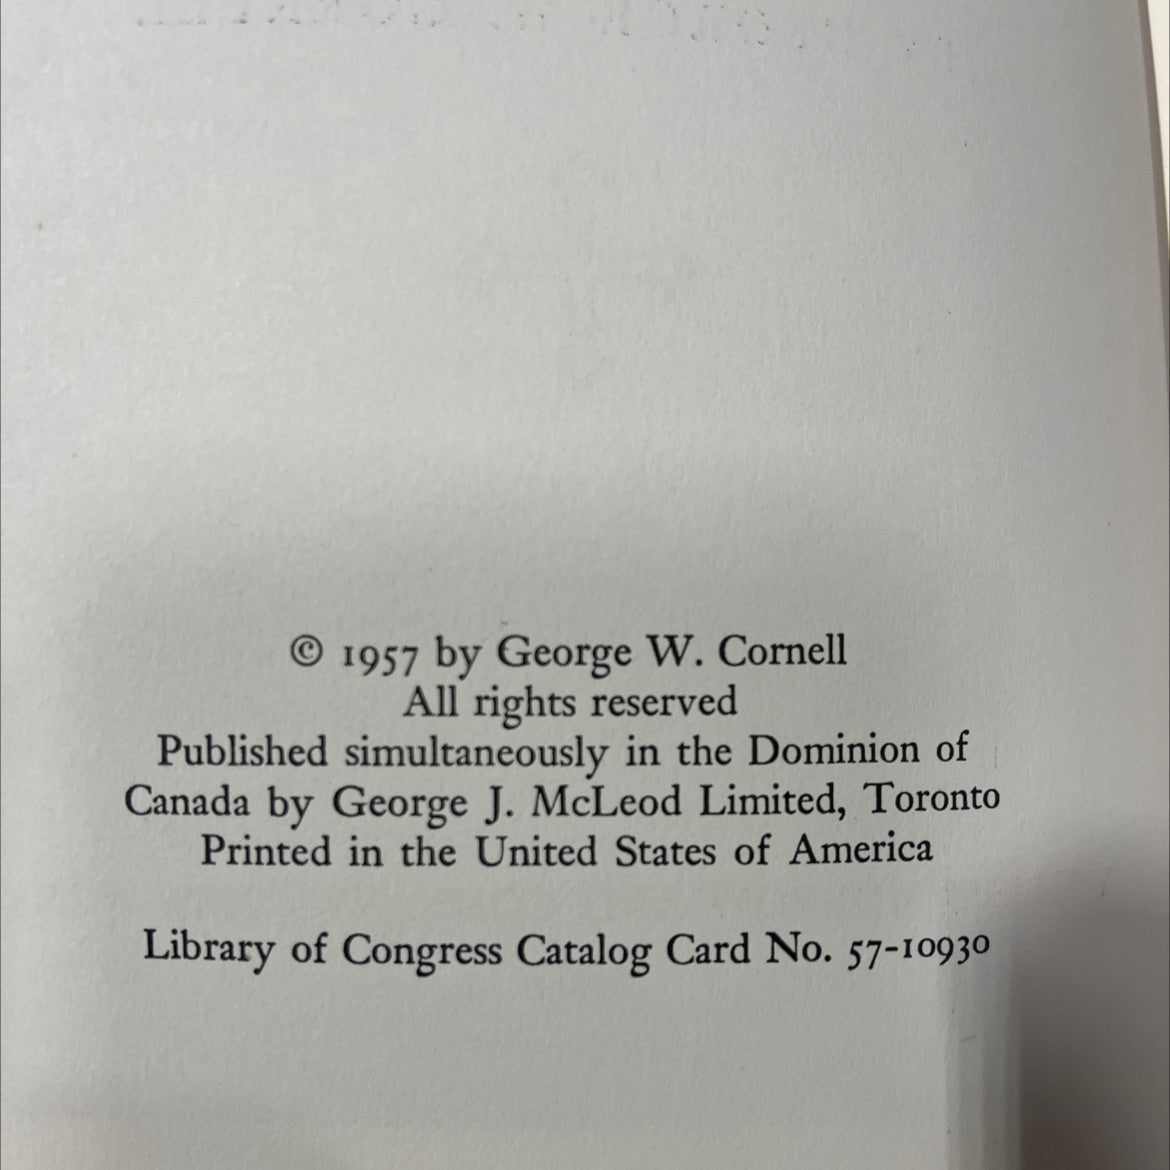 © 1957 by George W. Cornell
All rights reserved
Published simultaneously in the Dominion of
Canada by George J. McLeod Limited, Toronto
Printed in the United States of America
Library of Congress Catalog Card No. 57-10930